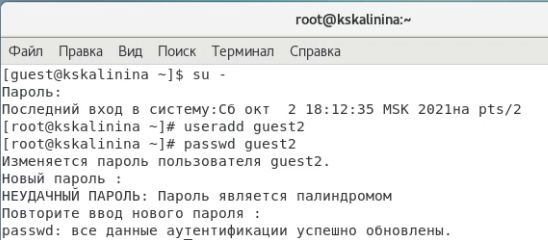 root@kskalinina:~
Файл Правка Вид Поиск Терминал Справка
[guest@kskalinina ~]$ su -
Пароль:
Последний вход в систему:Сб окт  2 18:12:35 MSK 2021на pts/2
[root@kskalinina ~]# useradd guest2
[root@kskalinina ~]# passwd guest2
Изменяется пароль пользователя guest2.
Новый пароль :
НЕУДАЧНЫЙ ПАРОЛЬ: Пароль является палиндромом
Повторите ввод нового пароля :
passwd: все данные аутентификации успешно обновлены.